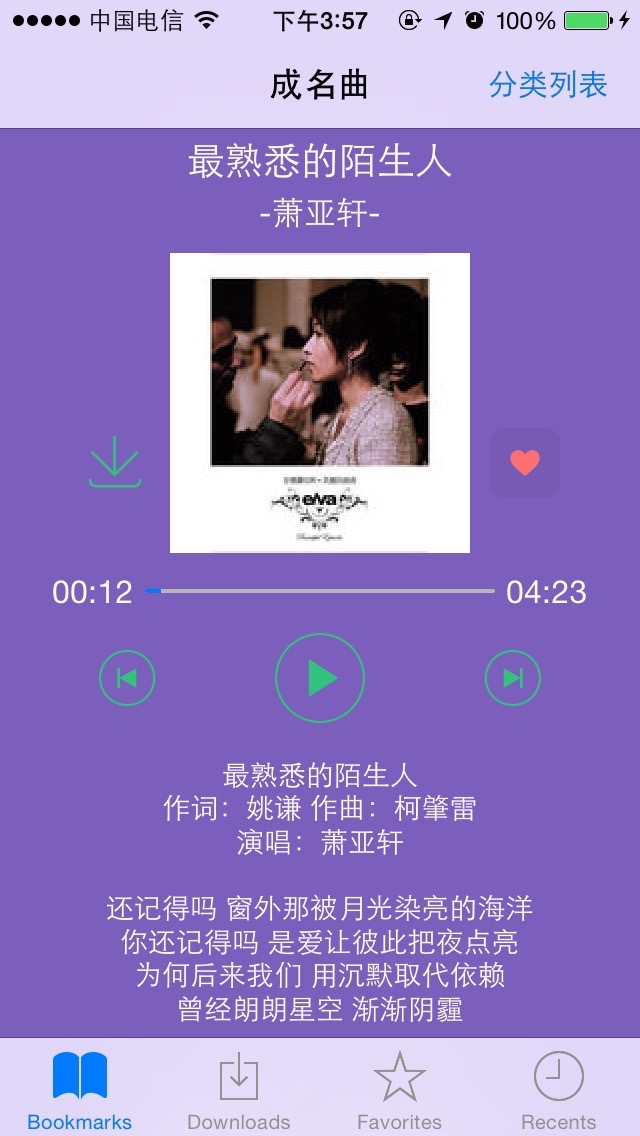 中国电信 下午3:57 100%
成名曲 分类列表
最熟悉的陌生人
-萧亚轩-
elva
00:12 04:23
最熟悉的陌生人
作词：姚谦 作曲：柯肇雷
演唱：萧亚轩
还记得吗 窗外那被月光染亮的海洋
你还记得吗 是爱让彼此把夜点亮
为何后来我们 用沉默取代依赖
曾经朗朗星空 渐渐阴霾
Bookmarks Downloads Favorites Recents